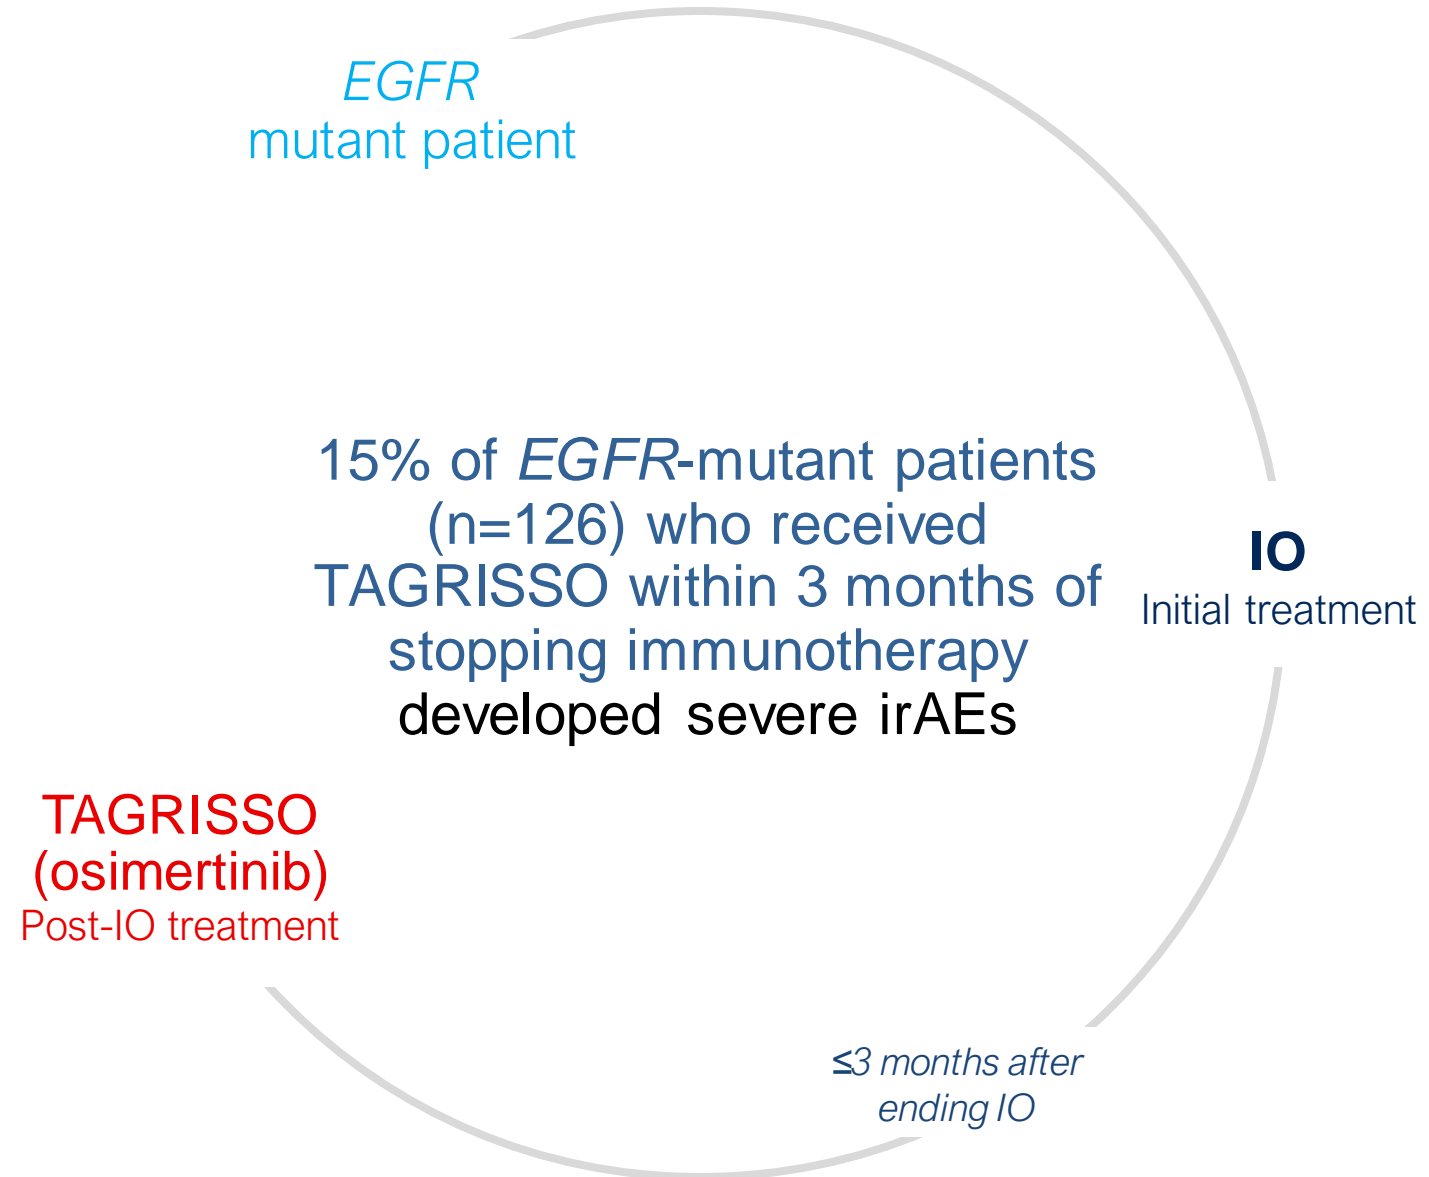 EGFR
mutant patient
15% of EGFR-mutant patients
(n=126) who received
TAGRISSO within 3 months of
stopping immunotherapy
developed severe irAEs
IO
Initial treatment
TAGRISSO
(osimertinib)
Post-IO treatment
≤3 months after
ending IO